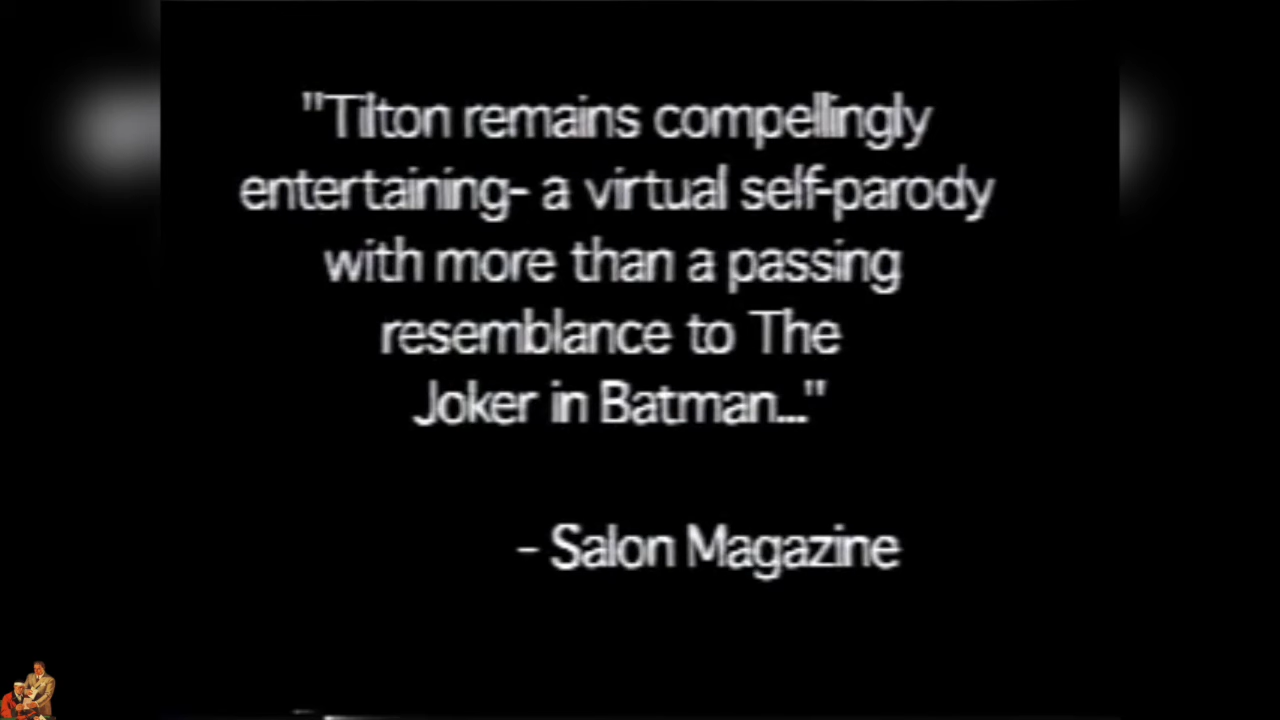 "Tilton remains compellingly
entertaining- a virtual self-parody
with more than a passing
resemblance to The
Joker in Batman..."
- Salon Magazine